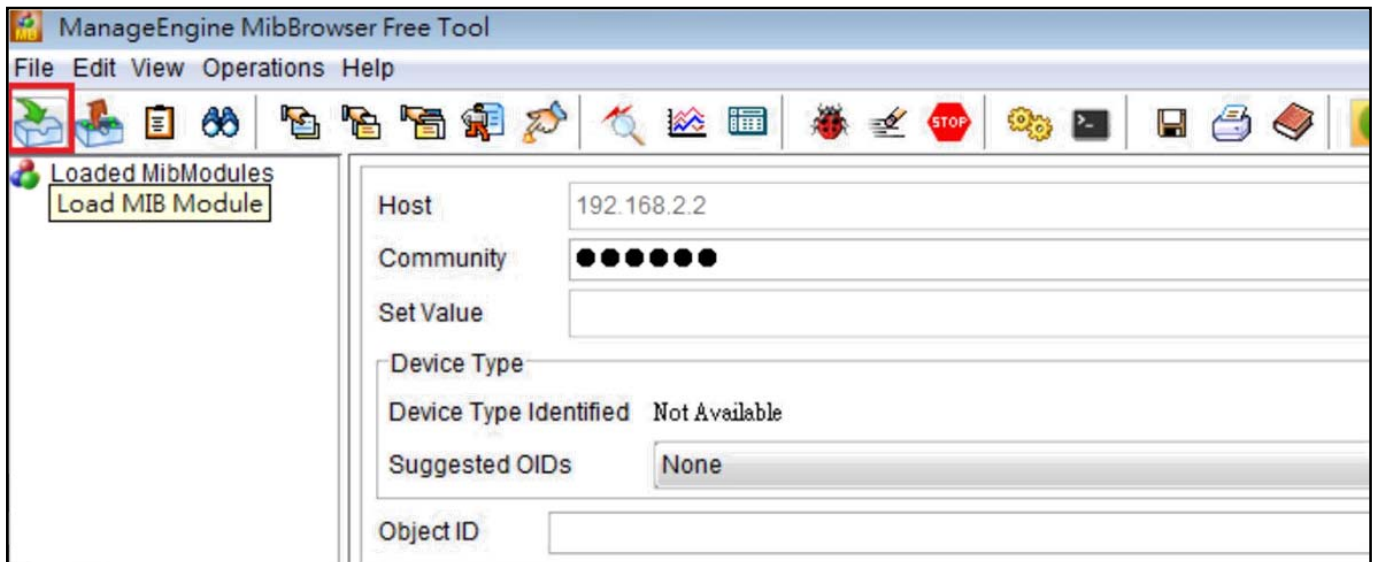 ManageEngine MibBrowser Free Tool
File Edit View Operations Help
STOP
Loaded MibModules
Load MIB Module
Host 192.168.2.2
Community ●●●●●●
Set Value
Device Type
Device Type Identified Not Available
Suggested OIDs None
Object ID